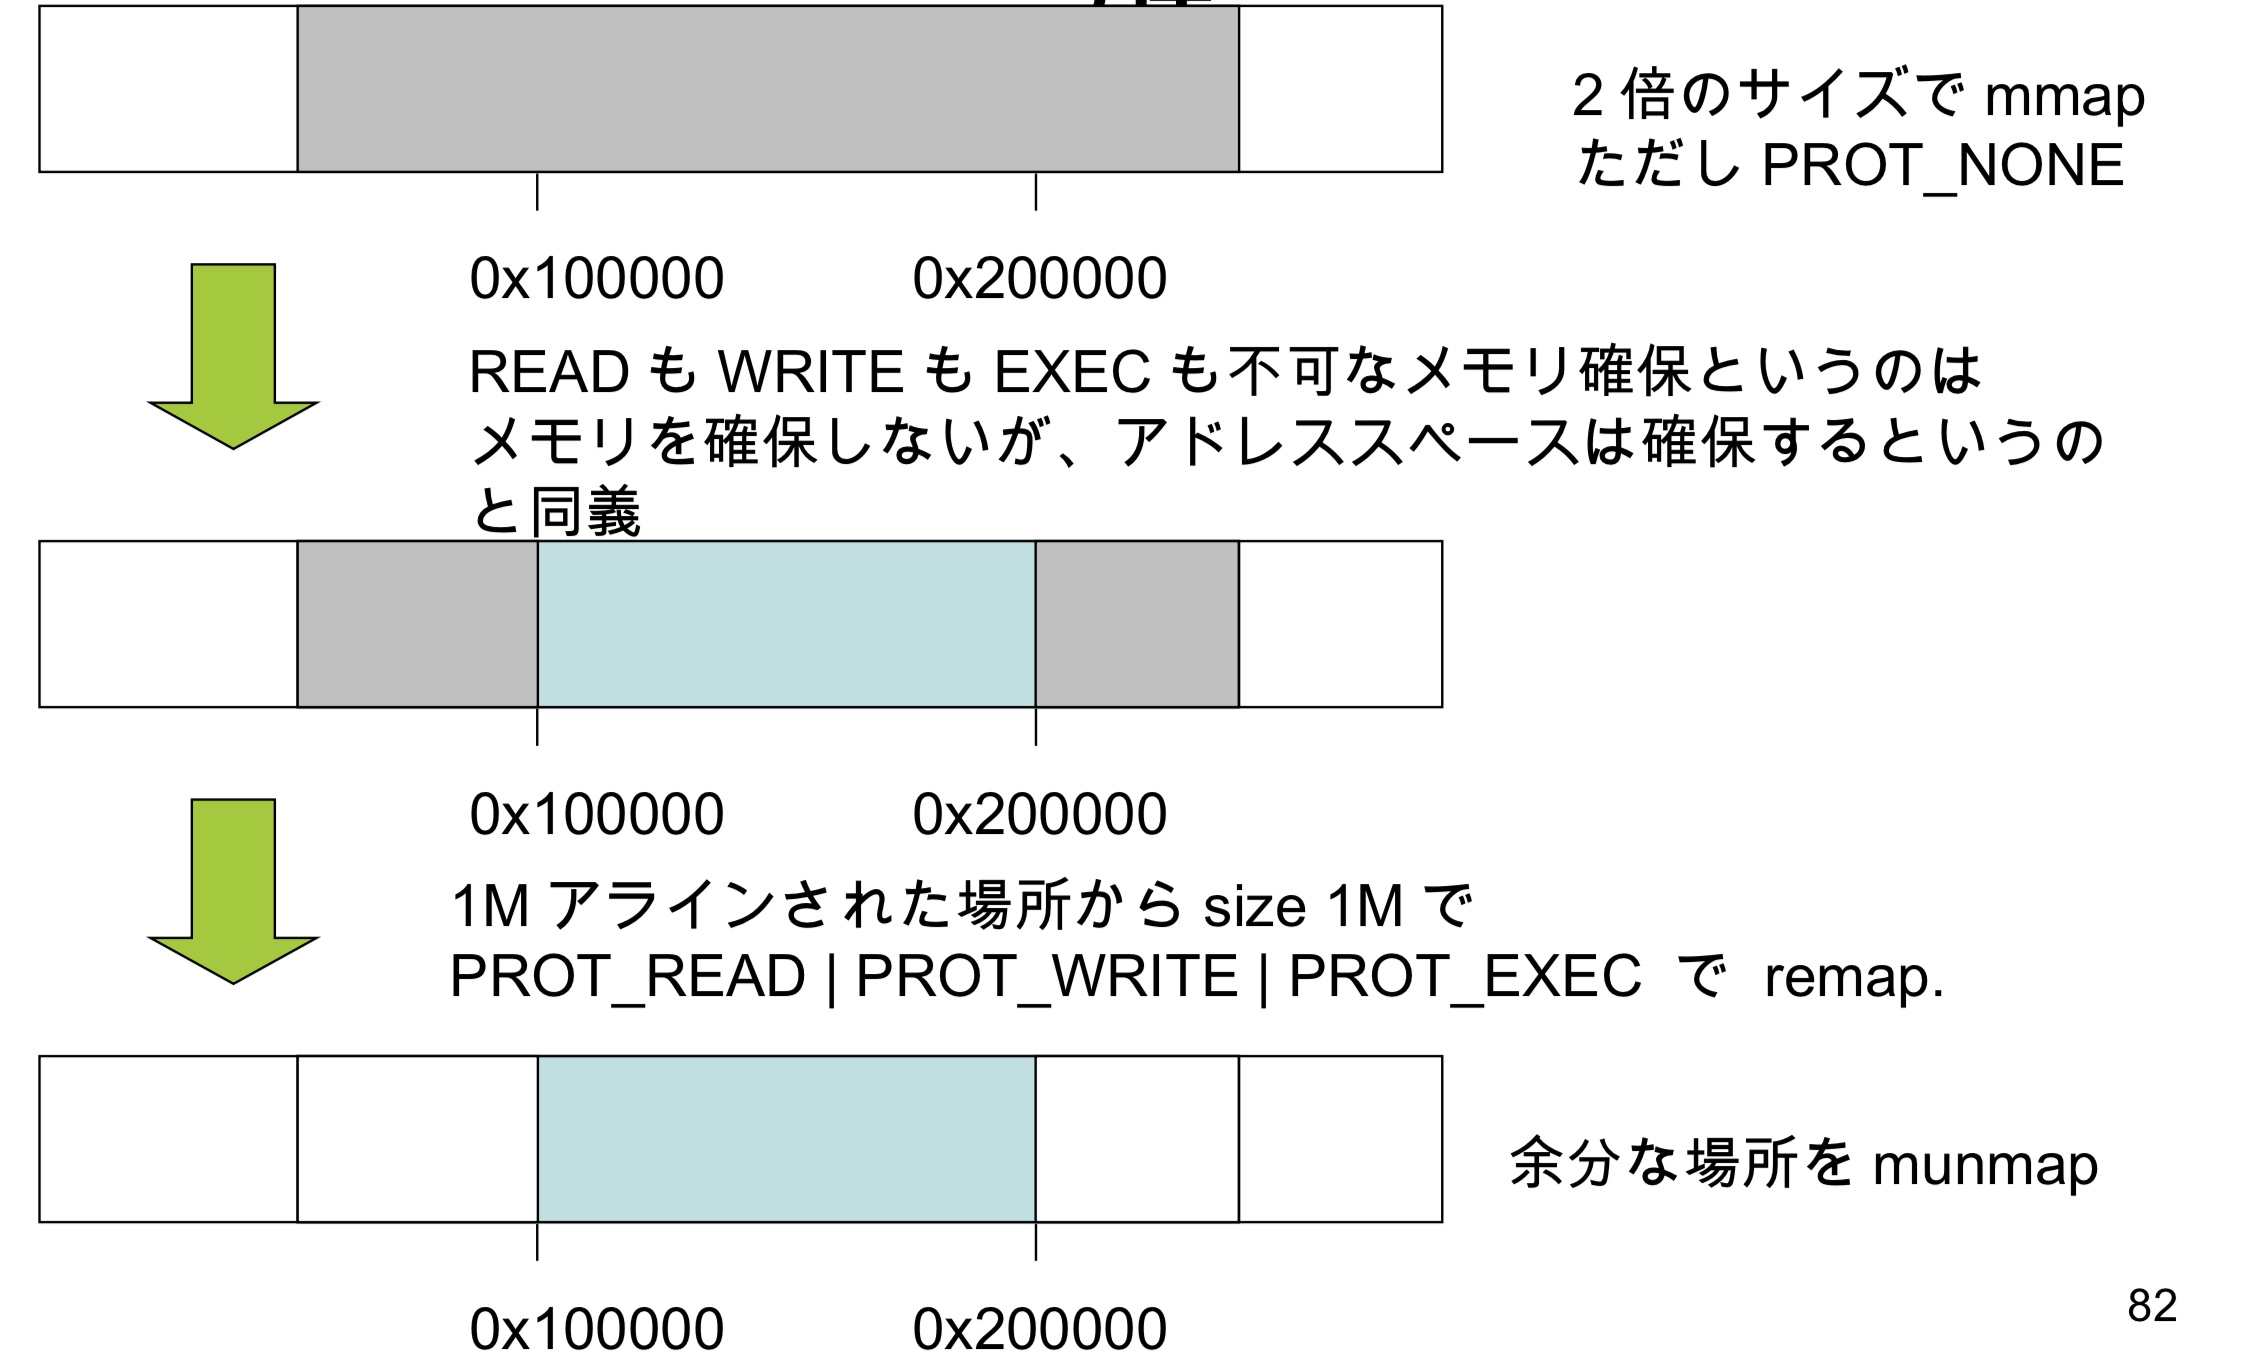 2 倍のサイズで mmap
ただし PROT_NONE
0x100000 0x200000
READ も WRITE も EXEC も不可なメモリ確保というのは
メモリを確保しないが、アドレススペースは確保するというの
と同義
0x100000 0x200000
1M アラインされた場所から size 1M で
PROT_READ | PROT_WRITE | PROT_EXEC で remap.
余分な場所を munmap
0x100000 0x200000
82